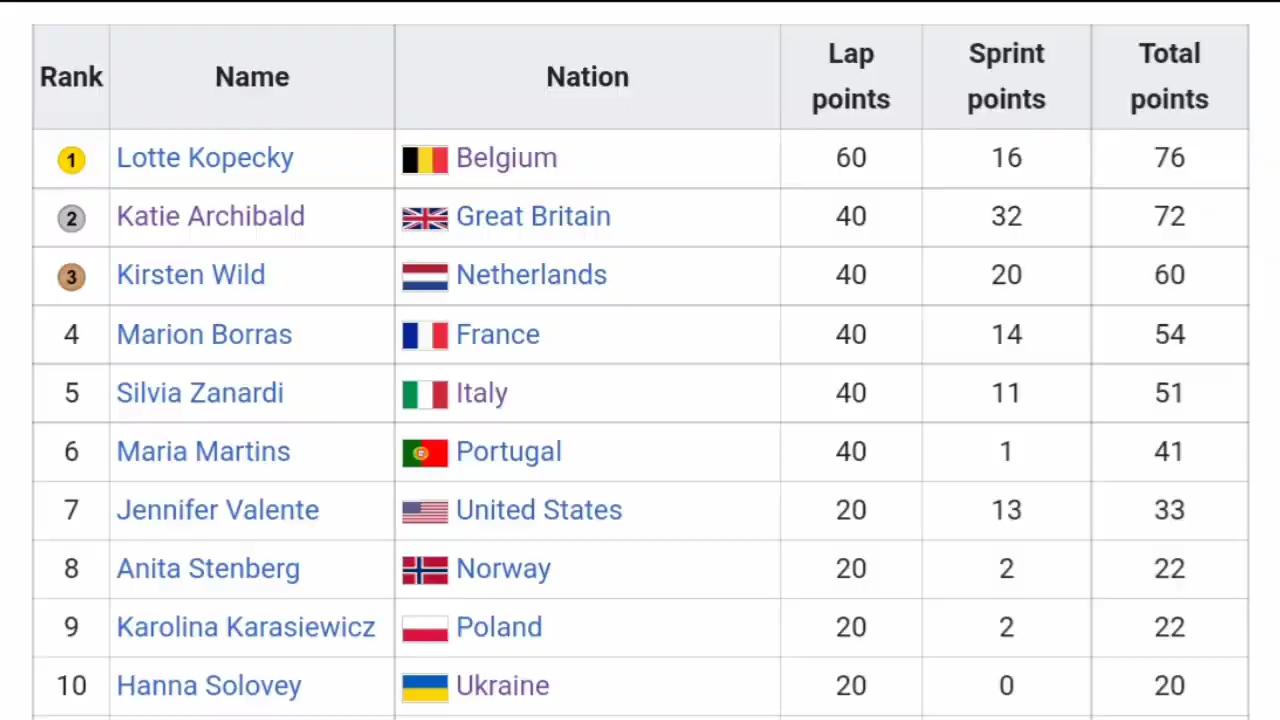 Rank Name Nation Lap points Sprint points Total points
1 Lotte Kopecky Belgium 60 16 76
2 Katie Archibald Great Britain 40 32 72
3 Kirsten Wild Netherlands 40 20 60
4 Marion Borras France 40 14 54
5 Silvia Zanardi Italy 40 11 51
6 Maria Martins Portugal 40 1 41
7 Jennifer Valente United States 20 13 33
8 Anita Stenberg Norway 20 2 22
9 Karolina Karasiewicz Poland 20 2 22
10 Hanna Solovey Ukraine 20 0 20